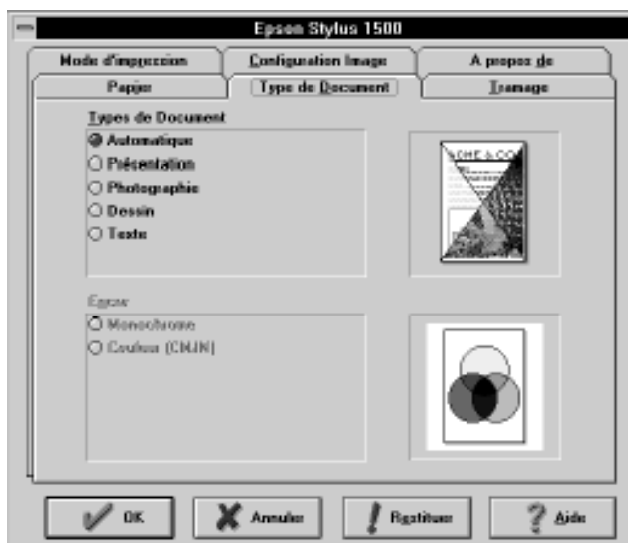 Epson Stylus 1500
Mode d'impression Configuration Image A propos de
Papier Type de Document Tramage
Types de Document
Automatique
Présentation
Photographie
Dessin
Texte
Encre
Monochrome
Couleur (CMJN)
OK Annuler Restituer Aide